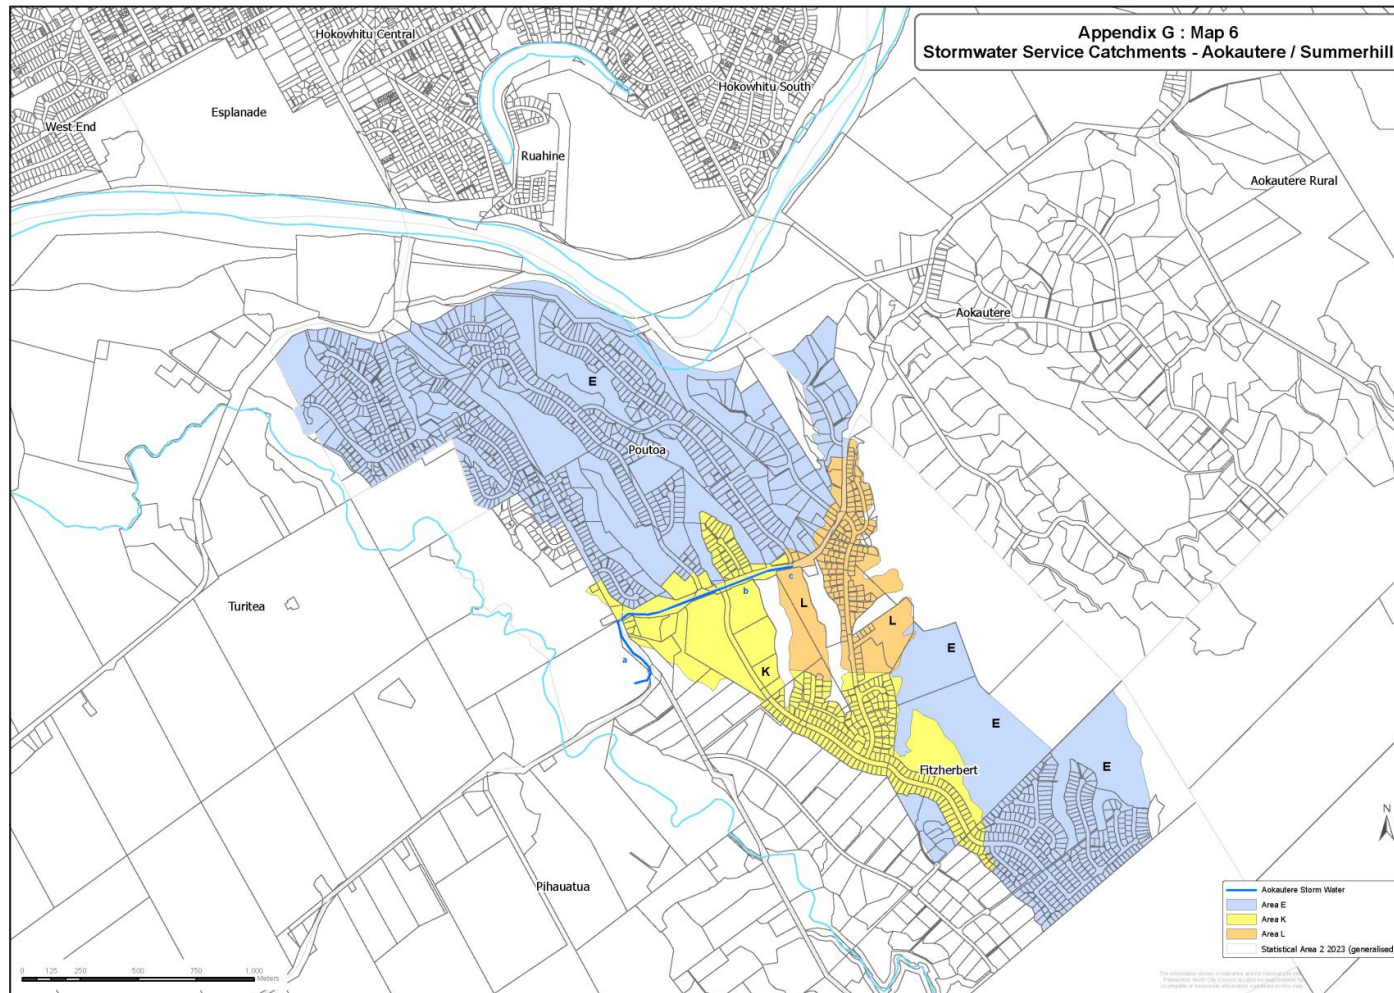 Appendix G : Map 6
Stormwater Service Catchments - Aokautere / Summerhill
Hokowhitu Central
Hokowhitu South
Esplanade
West End
Ruahine
Aokautere Rural
Aokautere
E
Poutoa
c
b
L
Turitea
L
E
a
K
E
E
Fitzherbert
Pihauatua
N
Aokautere Storm Water
Area E
Area K
Area L
Statistical Area 2 2023 (generalised
0 125 250 500 750 1,000
Meters